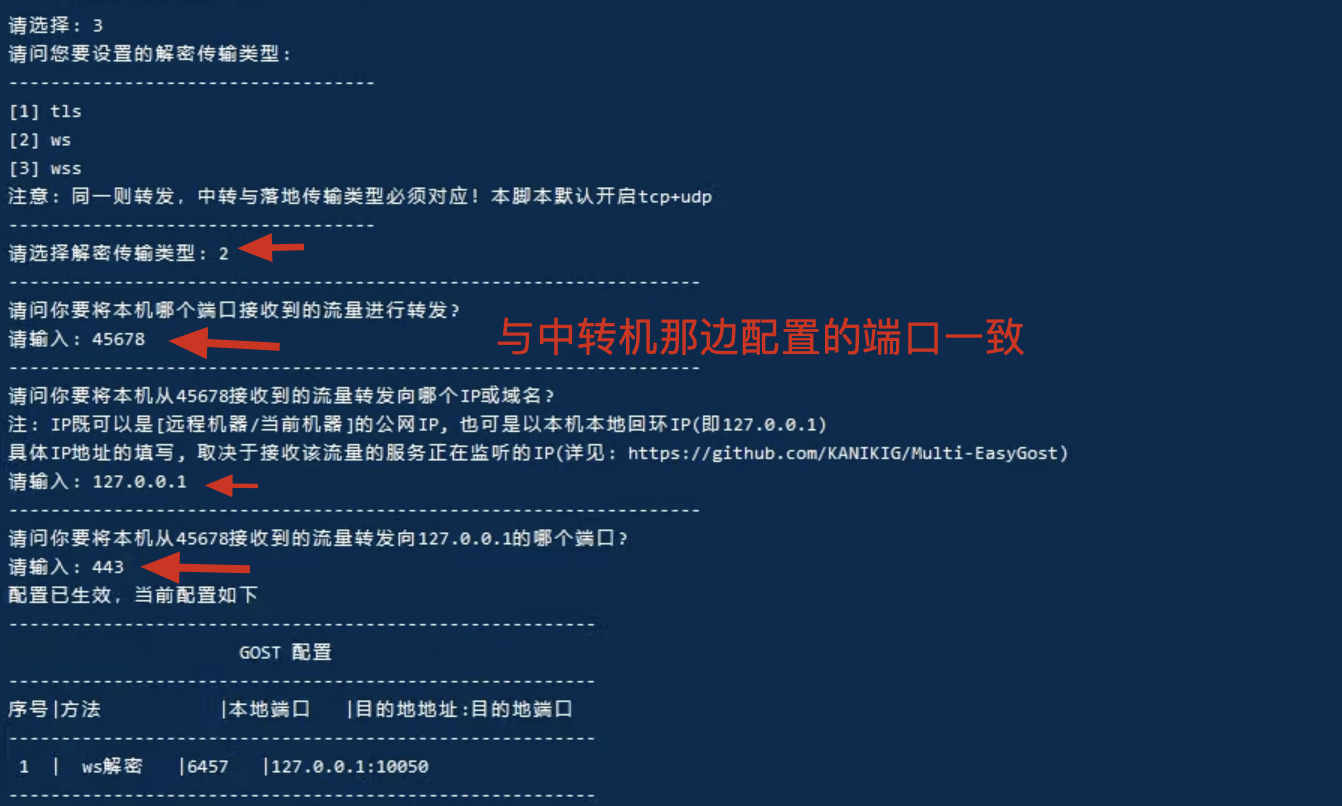 请选择: 3
请问您要设置的解密传输类型:
-----------------------------------
[1] tls
[2] ws
[3] wss
注意: 同一则转发，中转与落地传输类型必须对应！本脚本默认开启tcp+udp
-----------------------------------
请选择解密传输类型: 2
------------------------------------------------------------------
请问你要将本机哪个端口接收到的流量进行转发?
请输入: 45678
与中转机那边配置的端口一致
------------------------------------------------------------------
请问你要将本机从45678接收到的流量转发向哪个IP或域名?
注: IP既可以是[远程机器/当前机器]的公网IP, 也可是以本机本地回环IP(即127.0.0.1)
具体IP地址的填写, 取决于接收该流量的服务正在监听的IP(详见: https://github.com/KANIKIG/Multi-EasyGost)
请输入: 127.0.0.1
------------------------------------------------------------------
请问你要将本机从45678接收到的流量转发向127.0.0.1的哪个端口?
请输入: 443
配置已生效，当前配置如下
--------------------------------------------------------
GOST 配置
--------------------------------------------------------
序号|方法 |本地端口 |目的地地址:目的地端口
--------------------------------------------------------
1 | ws解密 |6457 |127.0.0.1:10050
--------------------------------------------------------